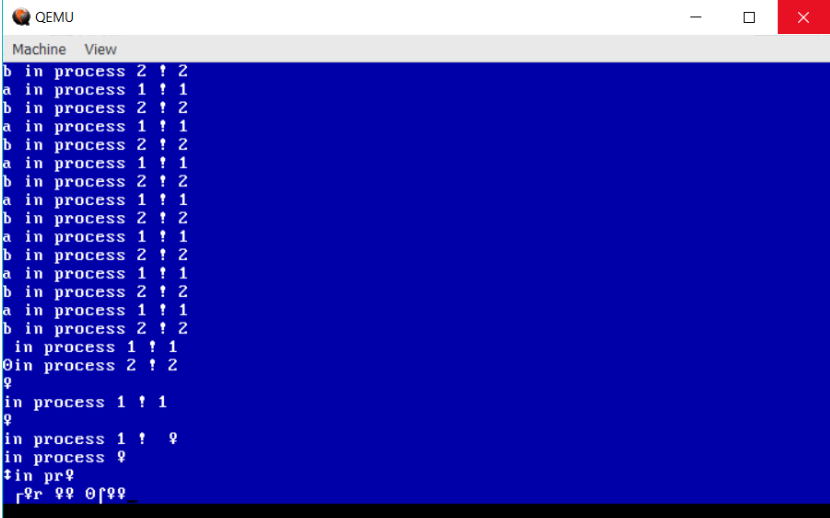 QEMU
Machine View
b in process 2 ! 2
a in process 1 ! 1
b in process 2 ! 2
a in process 1 ! 1
b in process 2 ! 2
a in process 1 ! 1
b in process 2 ! 2
a in process 1 ! 1
b in process 2 ! 2
a in process 1 ! 1
b in process 2 ! 2
a in process 1 ! 1
b in process 2 ! 2
a in process 1 ! 1
b in process 2 ! 2
in process 1 ! 1
Θin process 2 ! 2
♀
in process 1 ! 1
♀
in process 1 ! ♀
in process ♀
↕in pr♀
┌♀r ♀♀ Θ⌠♀♀_